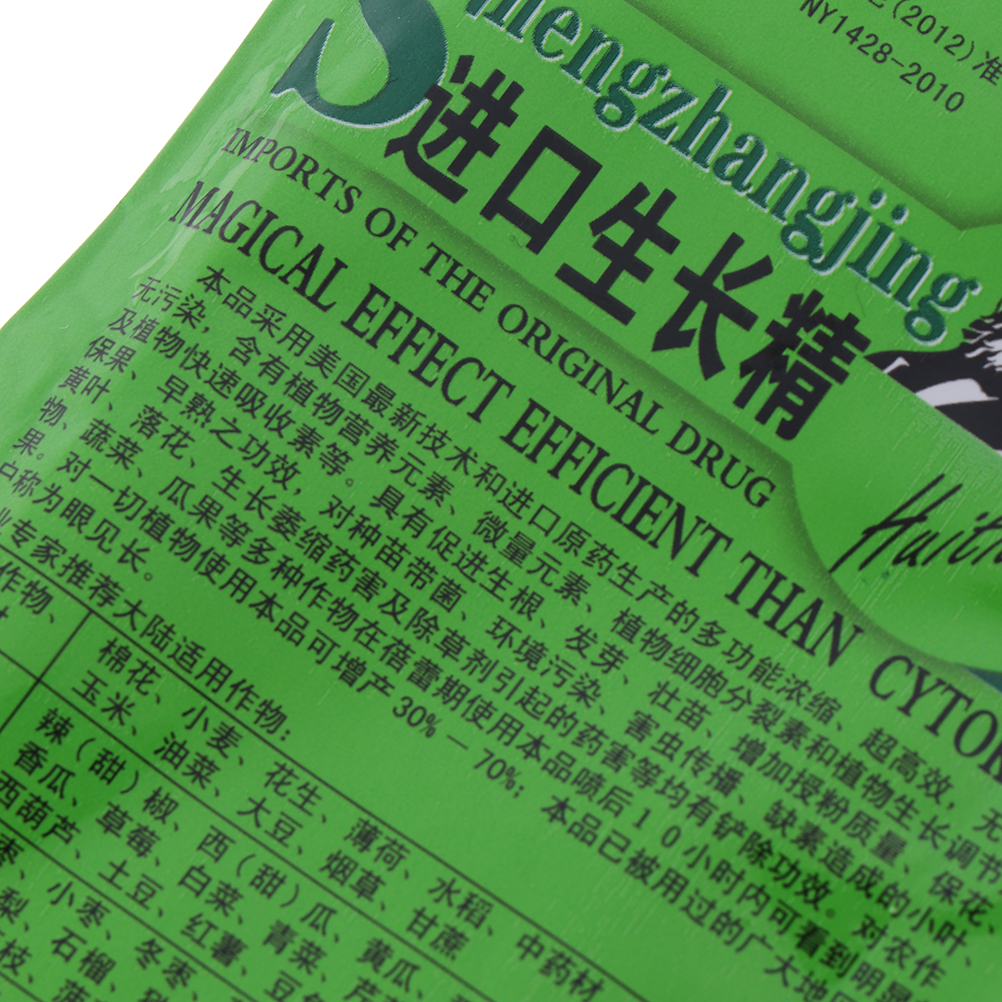 (2012)准
NY1428-2010
Shengzhangjing
进口生长精
IMPORTS OF THE ORIGINAL DRUG
MAGICAL EFFECT EFFICIENT THAN CYTO
本品采用美国最新技术和进口原药生产的多功能浓缩、超高效，无
无污染，含有植物营养元素、微量元素、植物细胞分裂素和植物生长调节
及植物快速吸收素等。具有促进生根、发芽、壮苗、增加授粉质量、保花、
保果、早熟之功效，对种苗带菌、环境污染、害虫传播、缺素造成的小叶、
黄叶、落花、生长萎缩药害及除草剂引起的药害等均有铲除功效。对农作
物、蔬菜、瓜果等多种作物在蓓蕾期使用本品喷后10小时内可看到明显
果。对一切植物使用本品可增产30%－70%；本品已被用过的广大地
户称为眼见长。
业专家推荐大陆适用作物：
作物、
棉花、小麦、花生、薄荷、水稻、中药材
玉米、油菜、大豆、烟草、甘蔗
辣（甜）椒、西（甜）瓜、黄瓜、
香瓜、草莓、白菜、青菜、
西葫芦、土豆、红薯、
枣、小枣、冬枣、
梨、石榴、
枝、